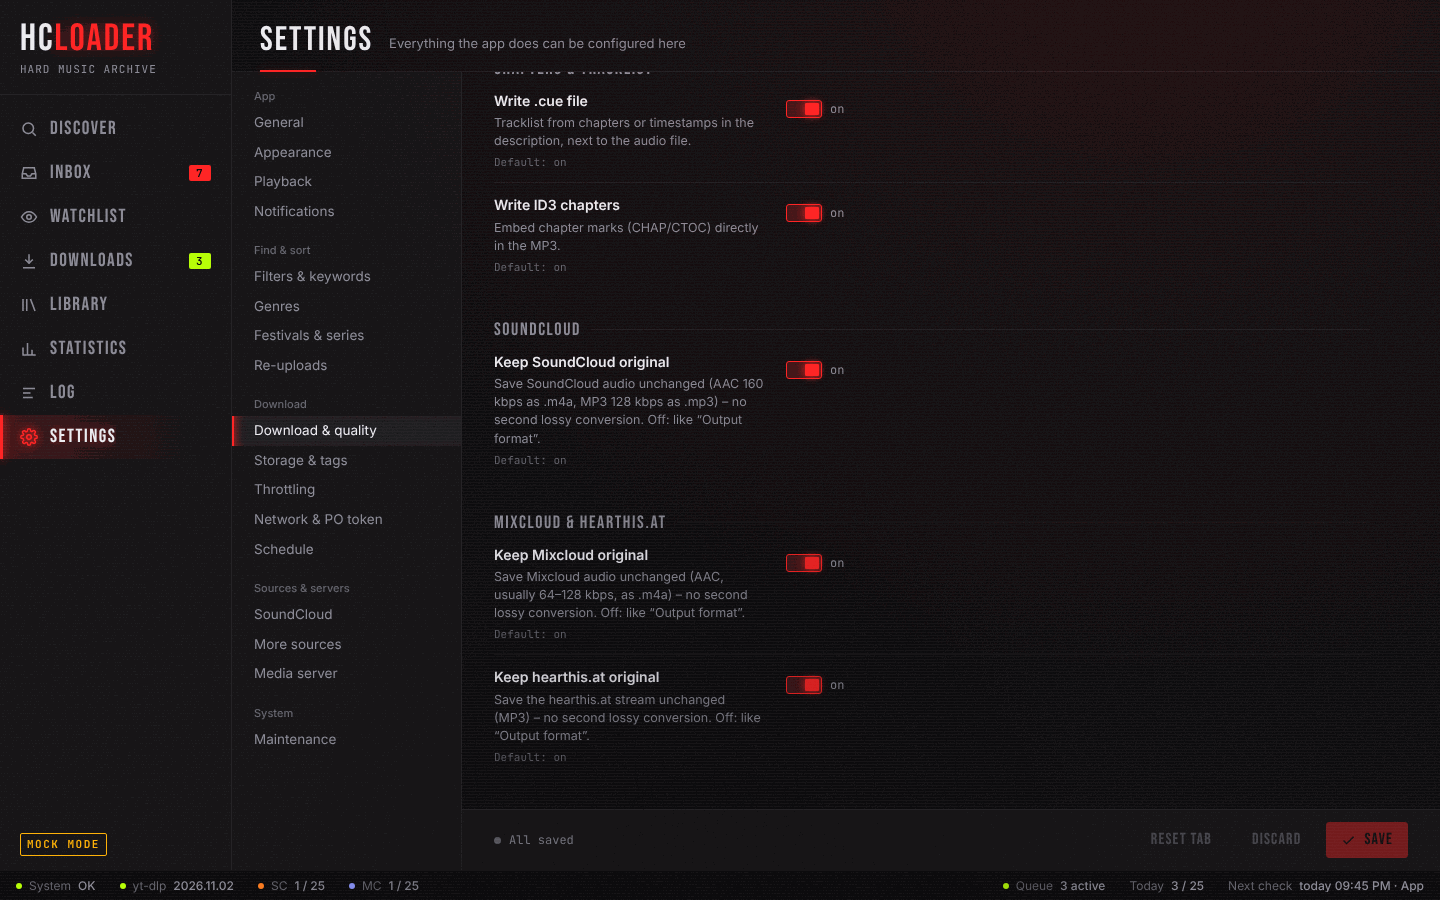 HCLOADER
HARD MUSIC ARCHIVE
DISCOVER
INBOX 7
WATCHLIST
DOWNLOADS 3
LIBRARY
STATISTICS
LOG
SETTINGS
MOCK MODE
SETTINGS Everything the app does can be configured here
App
General
Appearance
Playback
Notifications
Find & sort
Filters & keywords
Genres
Festivals & series
Re-uploads
Download
Download & quality
Storage & tags
Throttling
Network & PO token
Schedule
Sources & servers
SoundCloud
More sources
Media server
System
Maintenance
Write .cue file
on
Tracklist from chapters or timestamps in the
description, next to the audio file.
Default: on
Write ID3 chapters
on
Embed chapter marks (CHAP/CTOC) directly
in the MP3.
Default: on
SOUNDCLOUD
Keep SoundCloud original
on
Save SoundCloud audio unchanged (AAC 160
kbps as .m4a, MP3 128 kbps as .mp3) – no
second lossy conversion. Off: like “Output
format”.
Default: on
MIXCLOUD & HEARTHIS.AT
Keep Mixcloud original
on
Save Mixcloud audio unchanged (AAC,
usually 64–128 kbps, as .m4a) – no second
lossy conversion. Off: like “Output format”.
Default: on
Keep hearthis.at original
on
Save the hearthis.at stream unchanged
(MP3) – no second lossy conversion. Off: like
“Output format”.
Default: on
All saved
RESET TAB DISCARD SAVE
System OK yt-dlp 2026.11.02 SC 1 / 25 MC 1 / 25
Queue 3 active Today 3 / 25 Next check today 09:45 PM · App